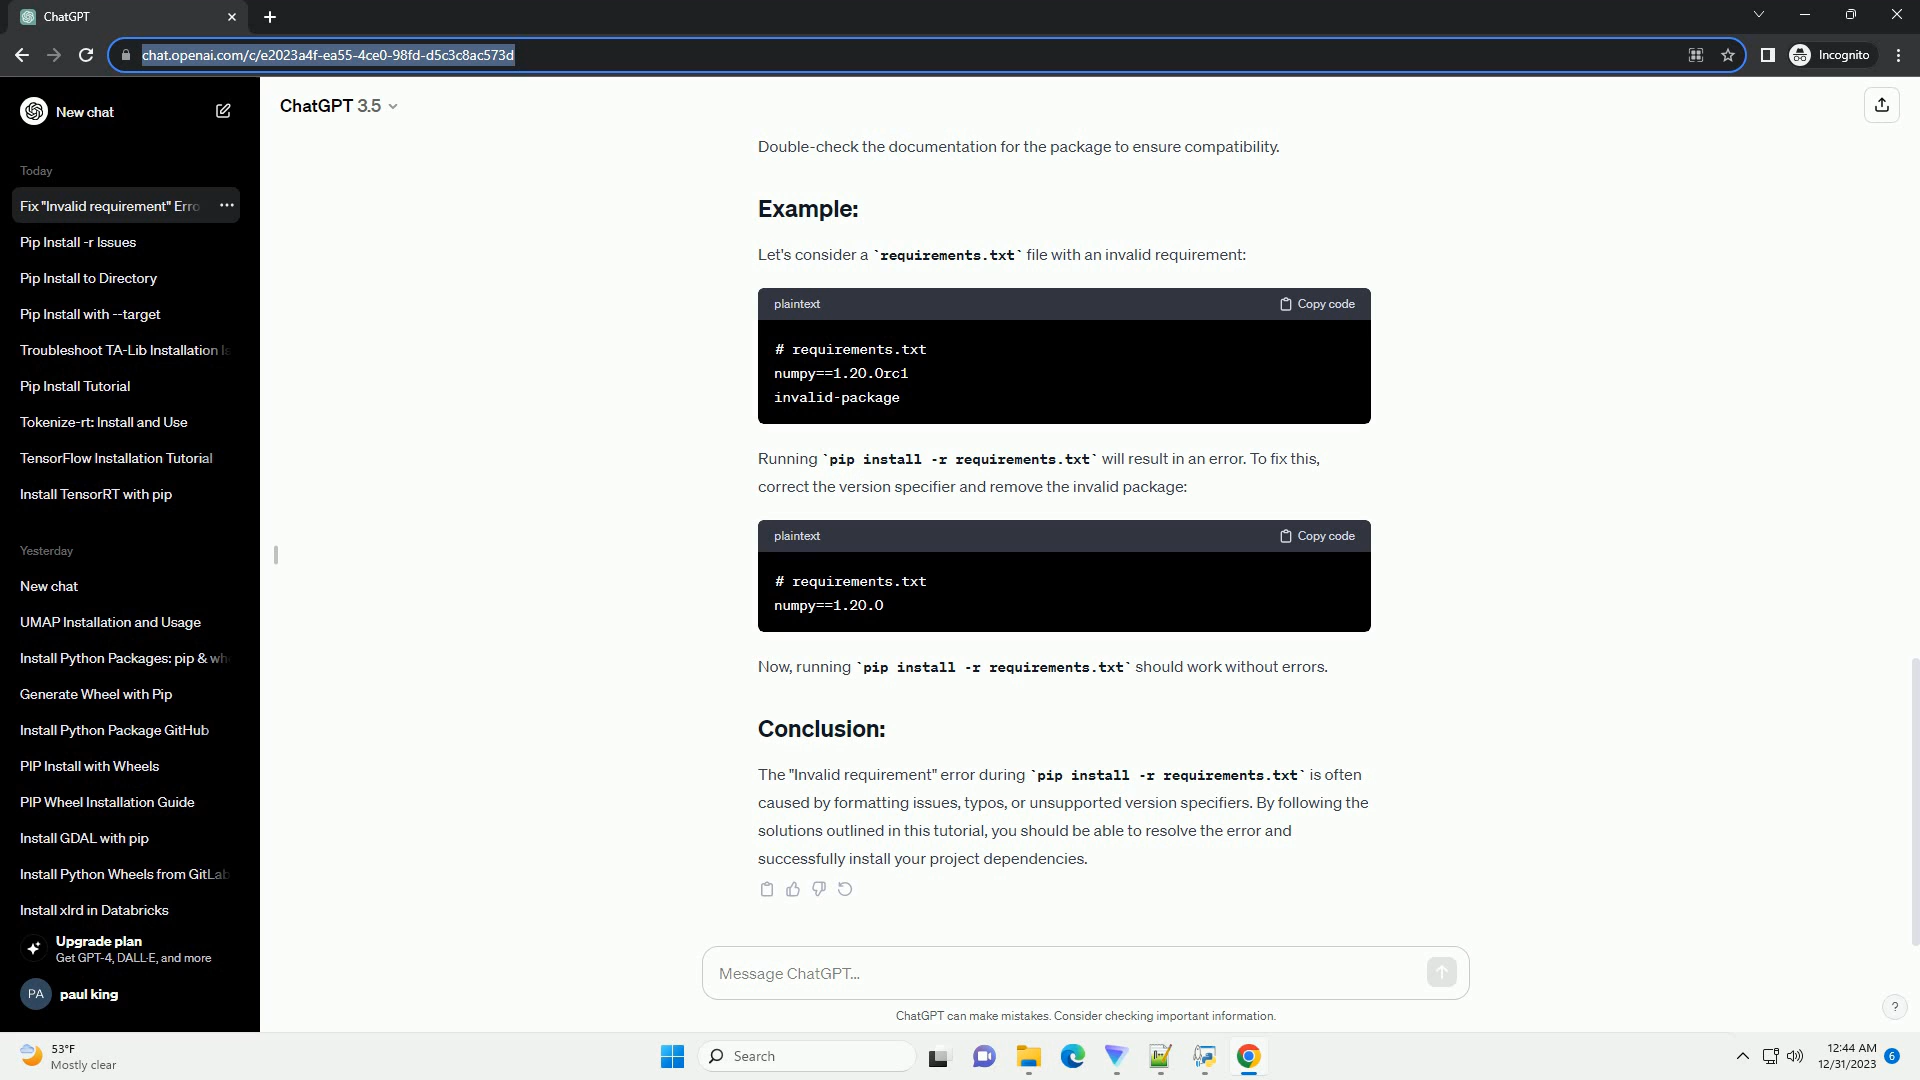 ChatGPT
chat.openai.com/c/e2023a4f-ea55-4ce0-98fd-d5c3c8ac573d
Incognito
New chat
ChatGPT 3.5
Today
Fix "Invalid requirement" Erro
Pip Install -r Issues
Pip Install to Directory
Pip Install with --target
Troubleshoot TA-Lib Installation Is
Pip Install Tutorial
Tokenize-rt: Install and Use
TensorFlow Installation Tutorial
Install TensorRT with pip
Yesterday
New chat
UMAP Installation and Usage
Install Python Packages: pip & whe
Generate Wheel with Pip
Install Python Package GitHub
PIP Install with Wheels
PIP Wheel Installation Guide
Install GDAL with pip
Install Python Wheels from GitLab
Install xlrd in Databricks
Upgrade plan
Get GPT-4, DALL·E, and more
PA
paul king
Double-check the documentation for the package to ensure compatibility.
Example:
Let's consider a `requirements.txt` file with an invalid requirement:
plaintext
Copy code
# requirements.txt
numpy==1.20.0rc1
invalid-package
Running `pip install -r requirements.txt` will result in an error. To fix this,
correct the version specifier and remove the invalid package:
plaintext
Copy code
# requirements.txt
numpy==1.20.0
Now, running `pip install -r requirements.txt` should work without errors.
Conclusion:
The "Invalid requirement" error during `pip install -r requirements.txt` is often
caused by formatting issues, typos, or unsupported version specifiers. By following the
solutions outlined in this tutorial, you should be able to resolve the error and
successfully install your project dependencies.
Message ChatGPT...
ChatGPT can make mistakes. Consider checking important information.
?
53°F
Mostly clear
Search
12:44 AM
12/31/2023
6